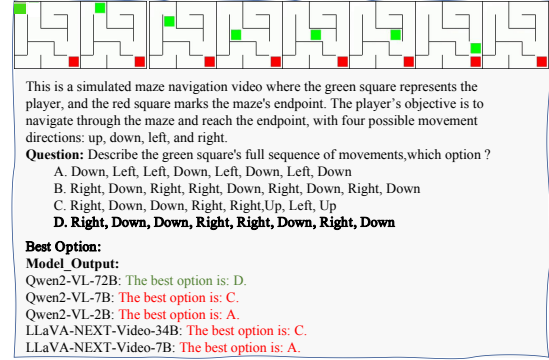 This is a simulated maze navigation video where the green square represents the
player, and the red square marks the maze's endpoint. The player's objective is to
navigate through the maze and reach the endpoint, with four possible movement
directions: up, down, left, and right.
Question: Describe the green square's full sequence of movements,which option ?
A. Down, Left, Left, Down, Left, Down, Left, Down
B. Right, Down, Right, Right, Down, Right, Down, Right, Down
C. Right, Down, Down, Right, Right,Up, Left, Up
D. Right, Down, Down, Right, Right, Down, Right, Down
Best Option:
Model_Output:
Qwen2-VL-72B: The best option is: D.
Qwen2-VL-7B: The best option is: C.
Qwen2-VL-2B: The best option is: A.
LLaVA-NEXT-Video-34B: The best option is: C.
LLaVA-NEXT-Video-7B: The best option is: A.